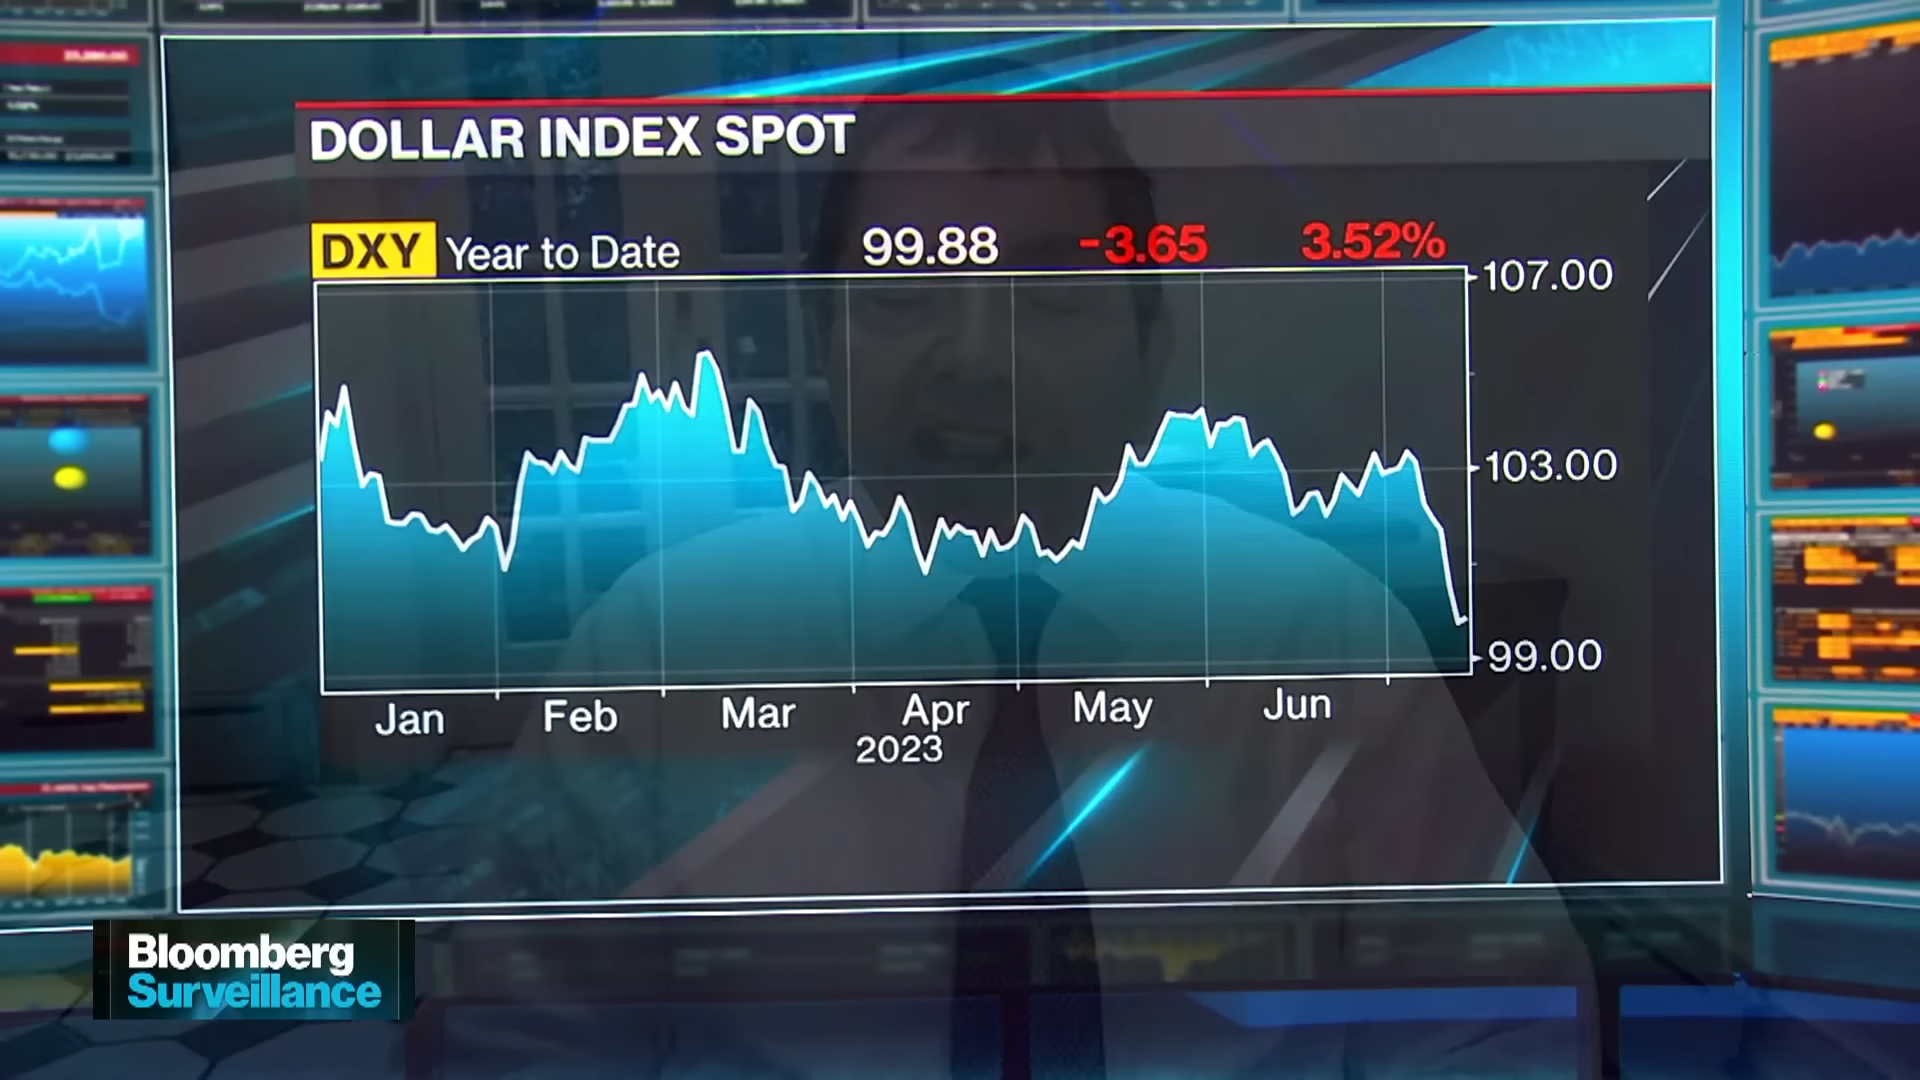 DOLLAR INDEX SPOT
DXY Year to Date 99.88 -3.65 3.52%
107.00
103.00
99.00
Jan Feb Mar Apr May Jun
2023
Bloomberg
Surveillance